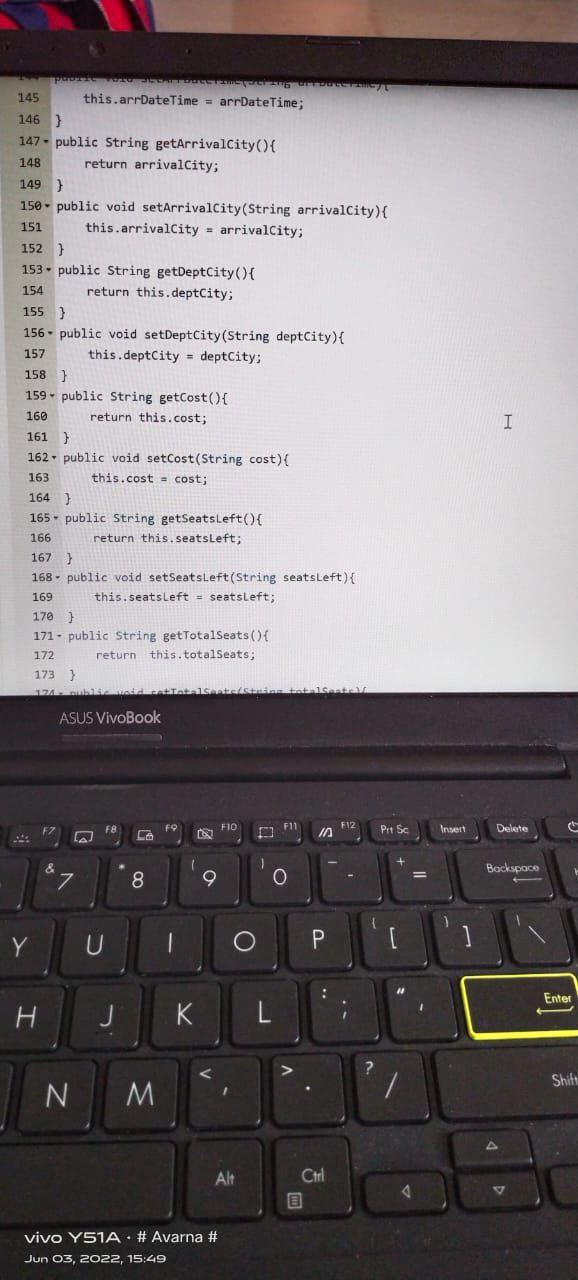 144 public void setArrDateTime(String arrDateTime){
145 this.arrDateTime = arrDateTime;
146 }
147 public String getArrivalCity(){
148 return arrivalCity;
149 }
150 public void setArrivalCity(String arrivalCity){
151 this.arrivalCity = arrivalCity;
152 }
153 public String getDeptCity(){
154 return this.deptCity;
155 }
156 public void setDeptCity(String deptCity){
157 this.deptCity = deptCity;
158 }
159 public String getCost(){
160 return this.cost;
161 }
162 public void setCost(String cost){
163 this.cost = cost;
164 }
165 public String getSeatsLeft(){
166 return this.seatsLeft;
167 }
168 public void setSeatsLeft(String seatsLeft){
169 this.seatsLeft = seatsLeft;
170 }
171 public String getTotalSeats(){
172 return this.totalSeats;
173 }
174 public void setTotalSeats(String totalSeats){
ASUS VivoBook
F7 F8 F9 F10 F11 F12 Prt Sc Insert Delete
& 7 * 8 ( 9 ) 0 _ - + = Backspace
Y U I O P { [ } ] | \
H J K L : ; " ' Enter
N M < , > . ? / Shift
Alt Ctrl
vivo Y51A · # Avarna #
Jun 03, 2022, 15:49